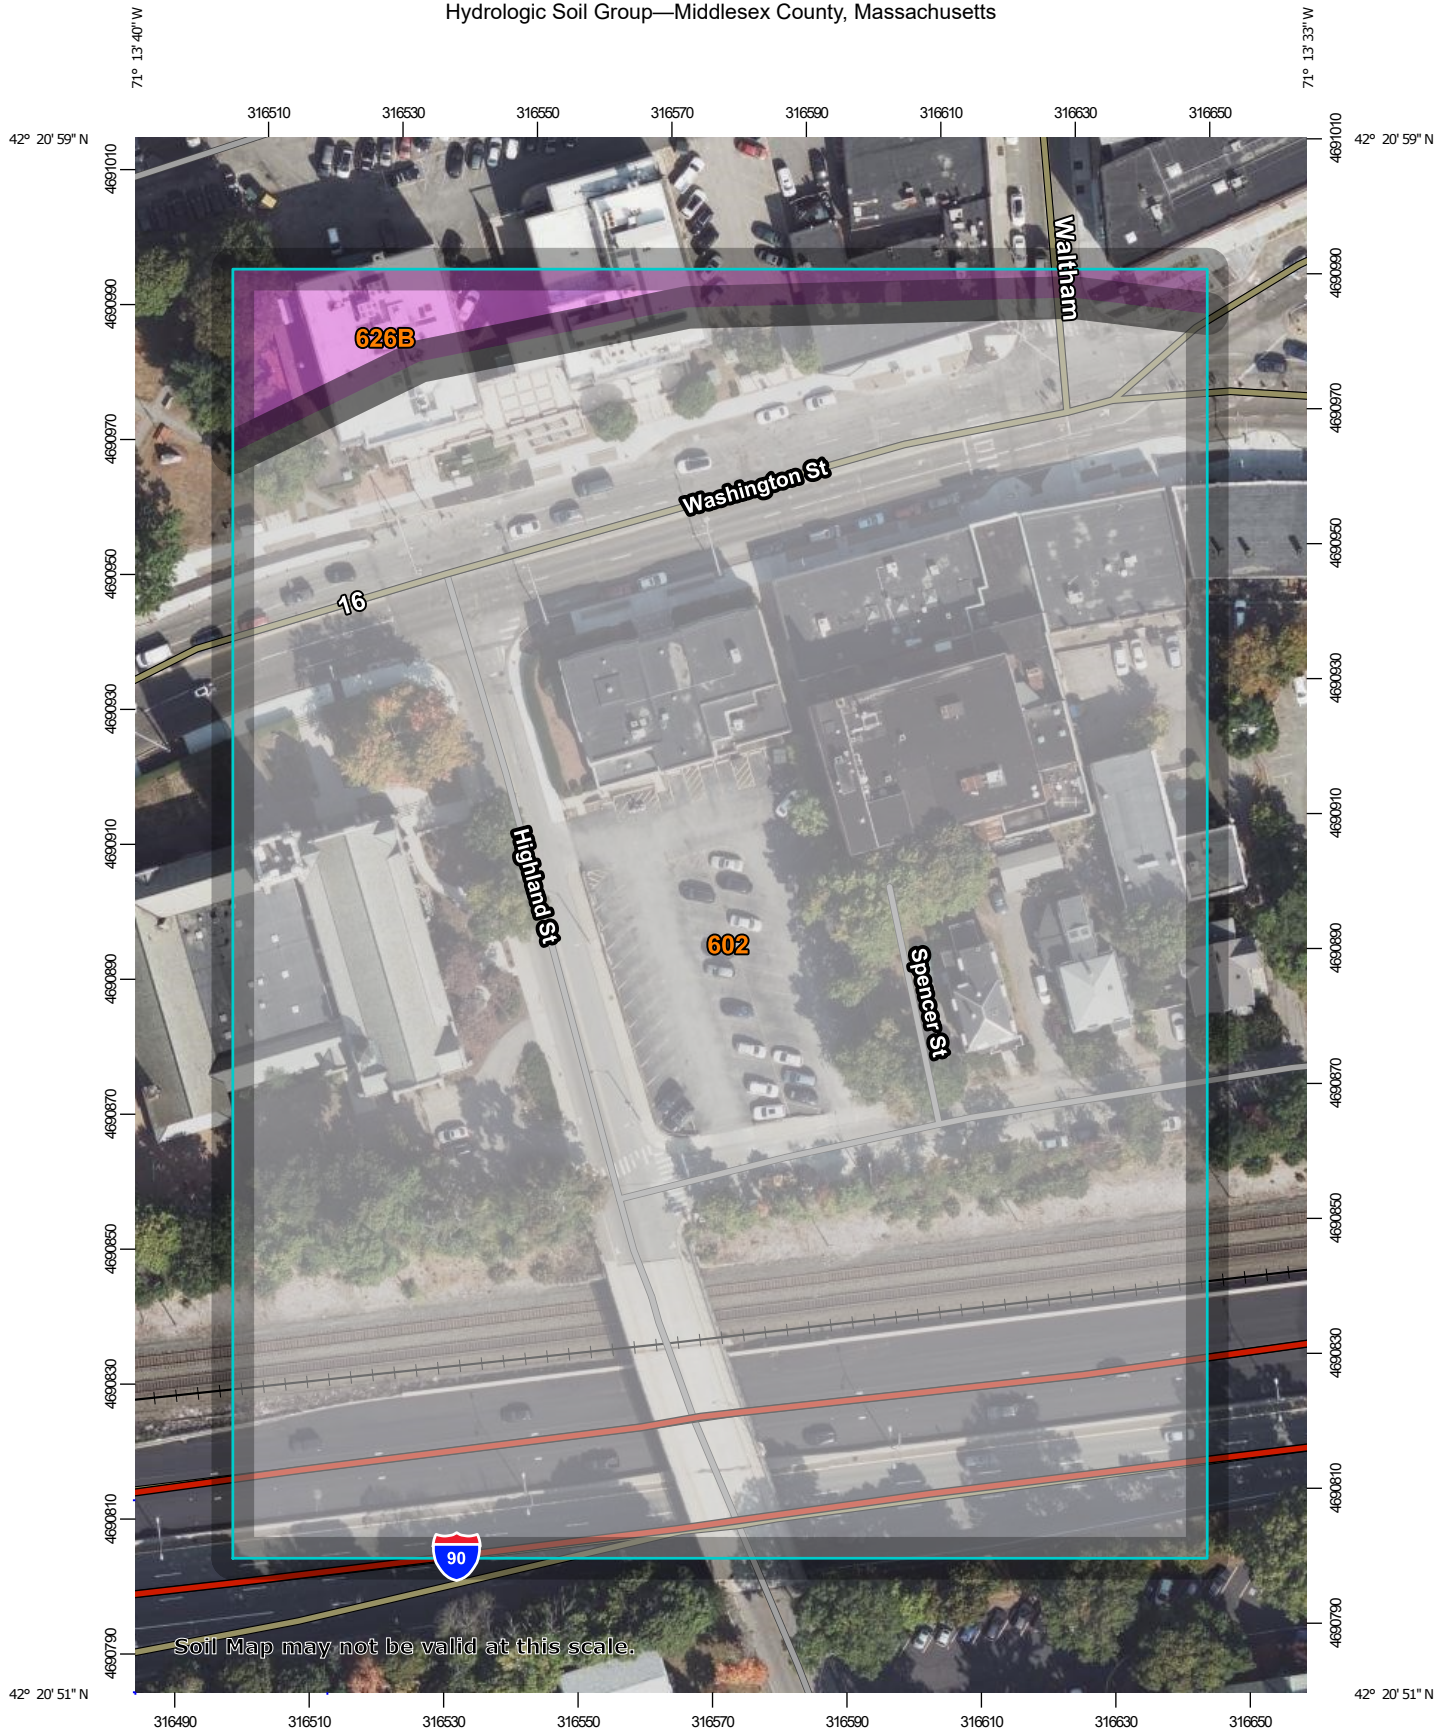 Hydrologic Soil Group—Middlesex County, Massachusetts
71° 13' 40'' W
71° 13' 33'' W
316510 316530 316550 316570 316590 316610 316630 316650
42° 20' 59'' N
42° 20' 59'' N
4691010
4691010
Waltham
4690990
4690990
626B
4690970
4690970
Washington St
4690950
4690950
16
4690930
4690930
4690910
4690910
Highland St
602
4690890
4690890
Spencer St
4690870
4690870
4690850
4690850
4690830
4690830
4690810
4690810
90
4690790
4690790
Soil Map may not be valid at this scale.
42° 20' 51'' N
42° 20' 51'' N
316490 316510 316530 316550 316570 316590 316610 316630 316650